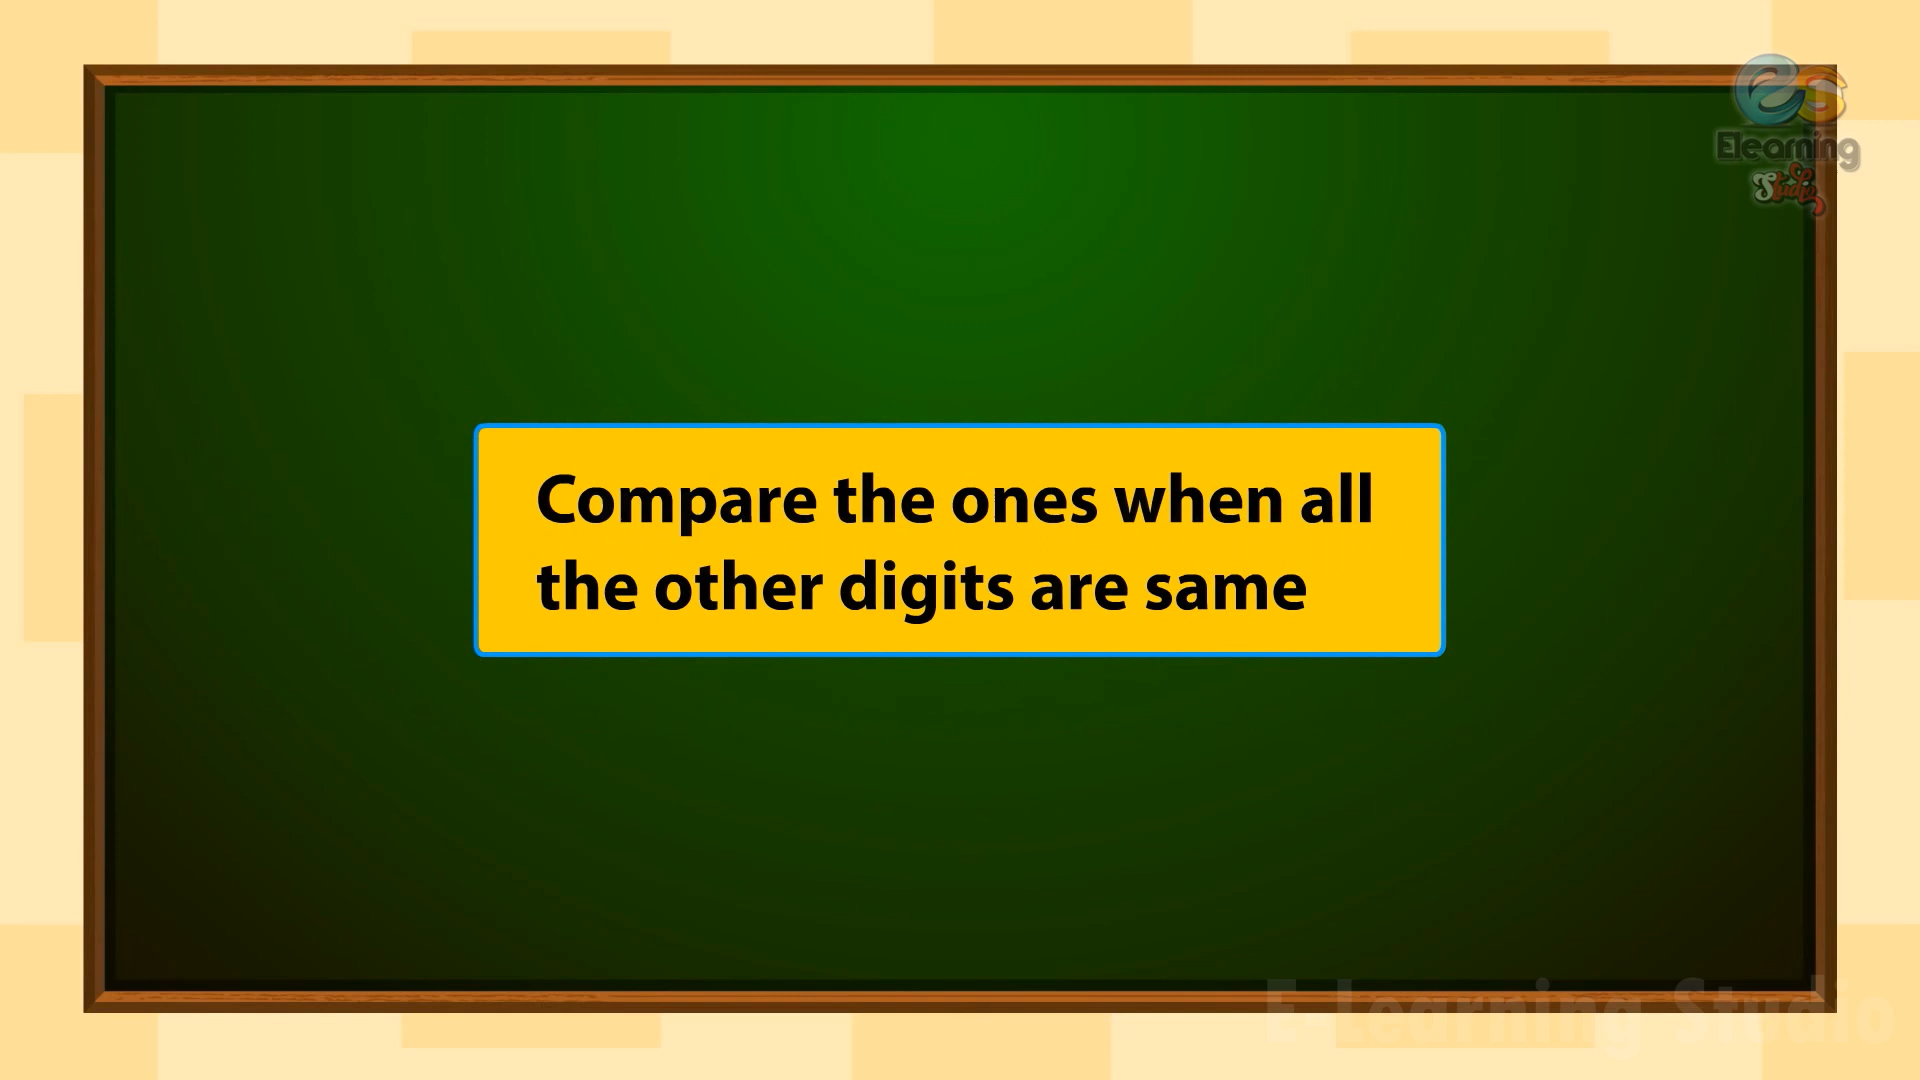 Elearning
Studio
Compare the ones when all
the other digits are same
E-Learning Studio